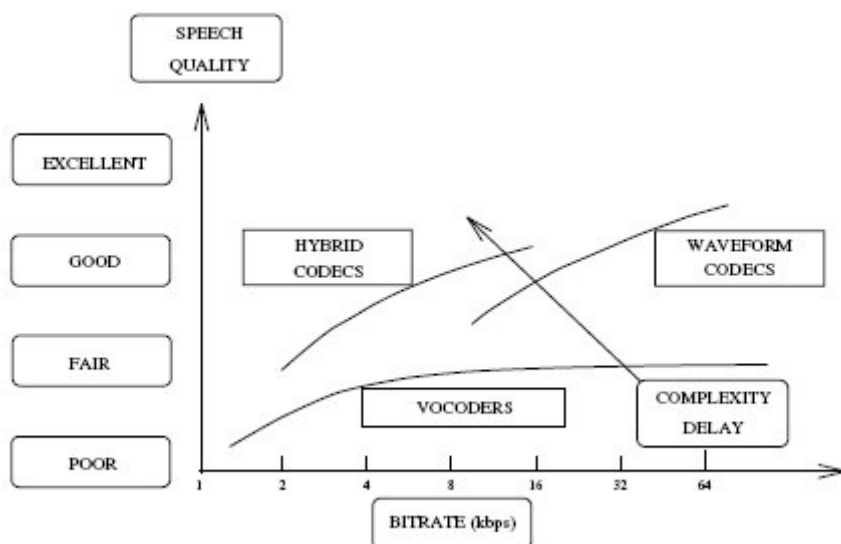 SPEECH
QUALITY
EXCELLENT
HYBRID
CODECS
WAVEFORM
CODECS
GOOD
FAIR
VOCODERS
COMPLEXITY
DELAY
POOR
1 2 4 8 16 32 64
BITRATE (kbps)